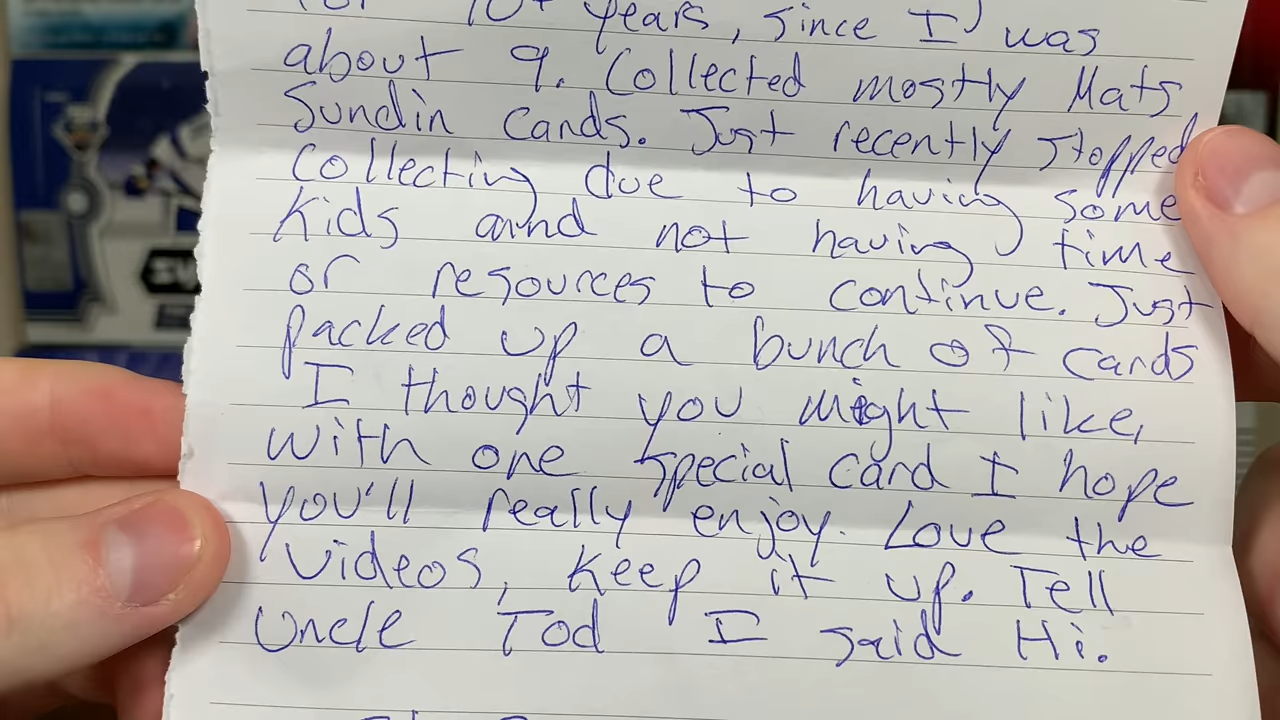 for 10+ years, since I was
about 9. Collected mostly Mats
Sundin cards. Just recently stopped
collecting due to having some
kids and not having time
or resources to continue. Just
packed up a bunch of cards
I thought you might like,
with one special card I hope
you'll really enjoy. Love the
videos, keep it up. Tell
Uncle Tod I said Hi.